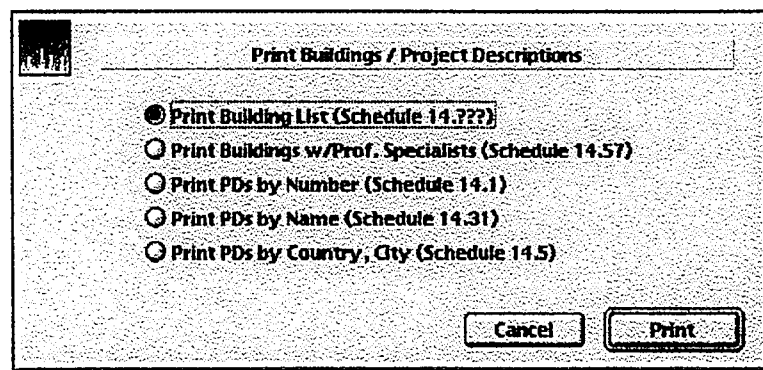 Print Buildings / Project Descriptions
Print Building List (Schedule 14.???)
Print Buildings w/Prof. Specialists (Schedule 14.57)
Print PDs by Number (Schedule 14.1)
Print PDs by Name (Schedule 14.31)
Print PDs by Country, City (Schedule 14.5)
Cancel Print